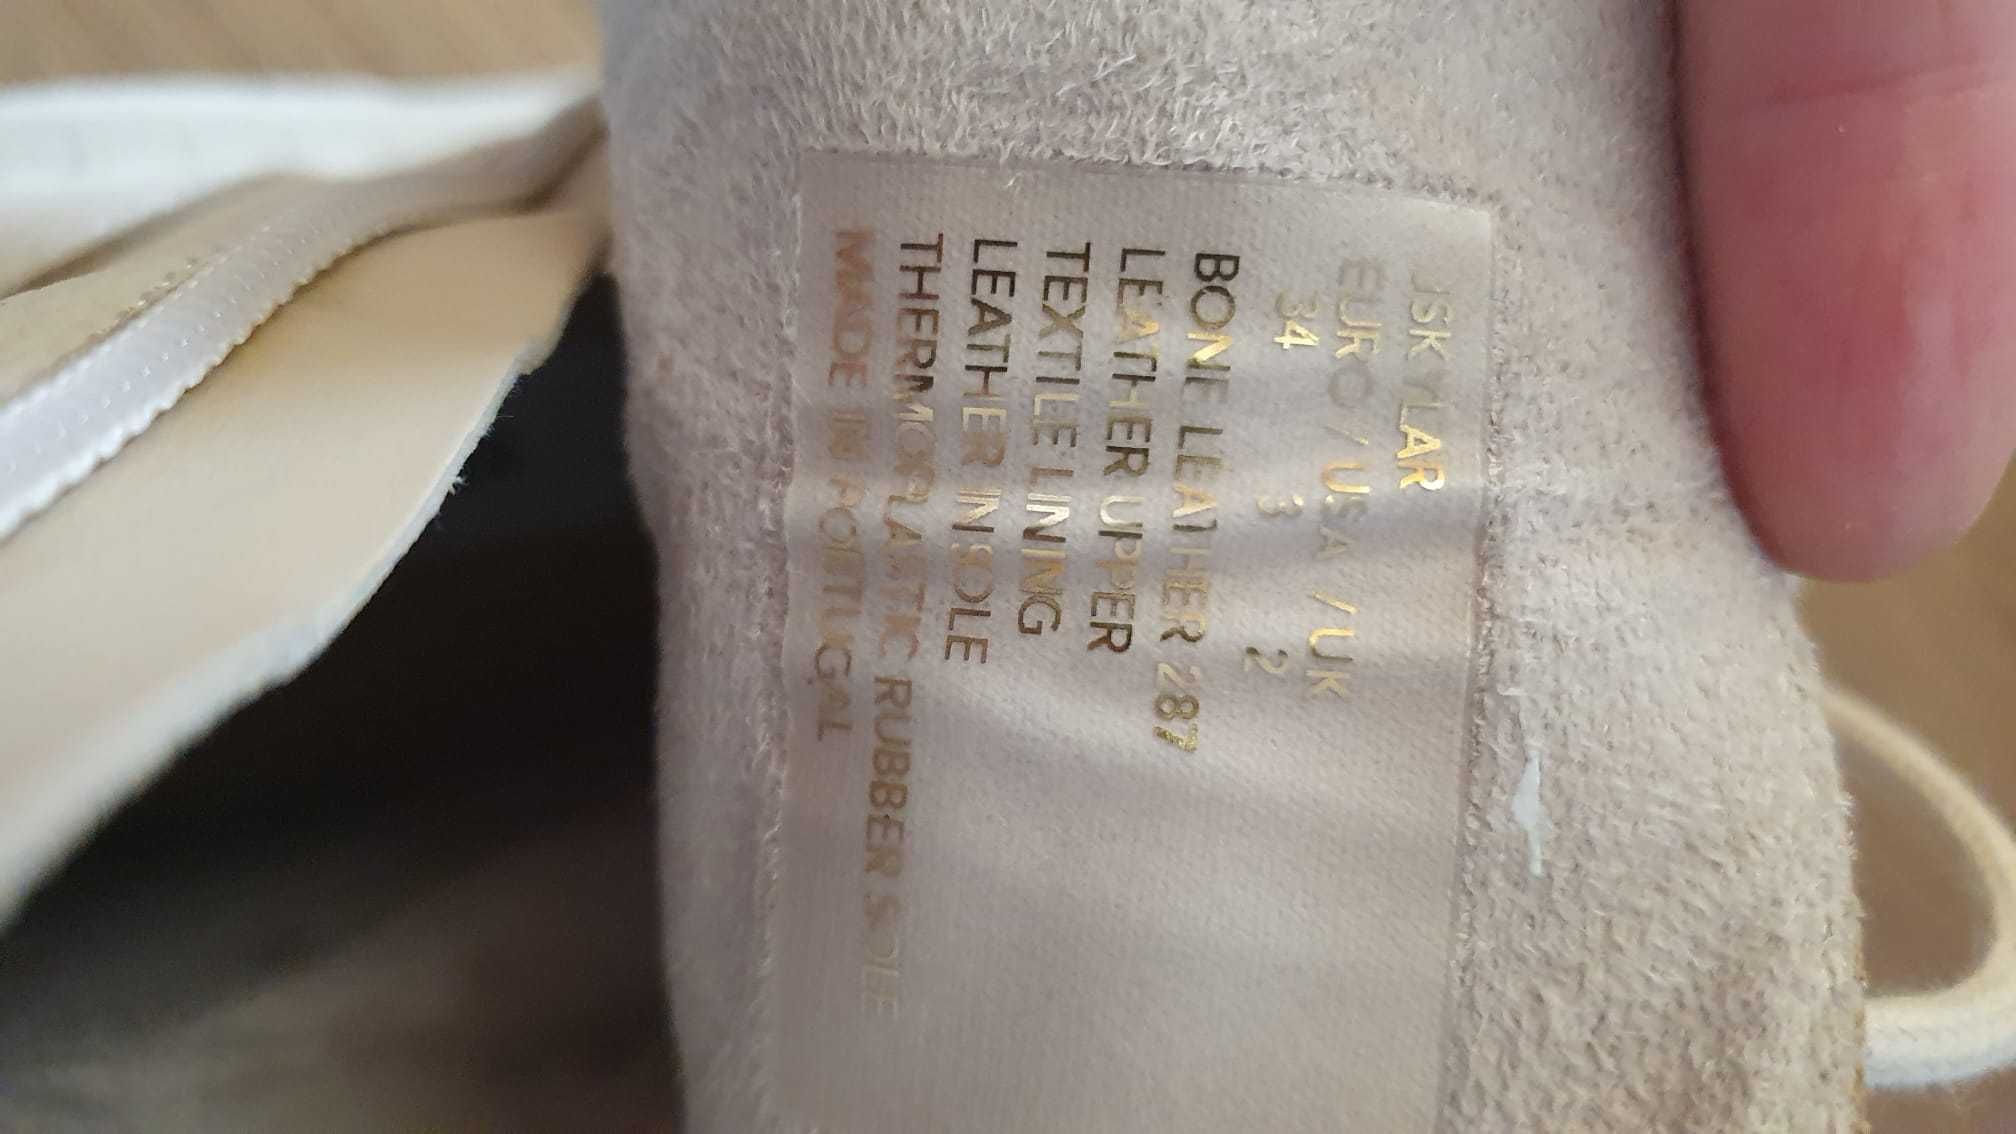 JSKYLAR
EURO / USA / UK
34 3 2
BONE LEATHER 287
LEATHER UPPER
TEXTILE LINING
LEATHER INSOLE
THERMOPLASTIC RUBBER SOLE
MADE IN PORTUGAL